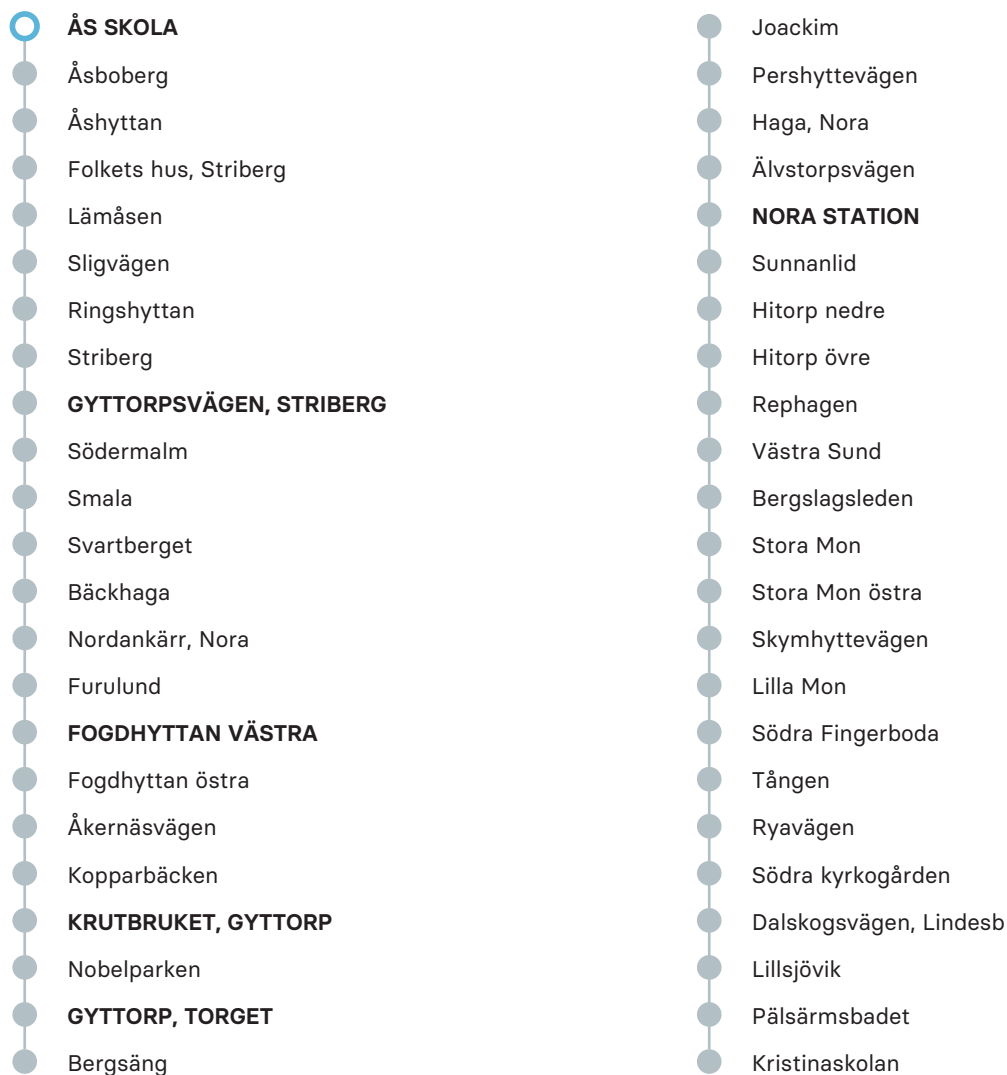 ÅS SKOLA
Åsboberg
Åshyttan
Folkets hus, Striberg
Lämåsen
Sligvägen
Ringshyttan
Striberg
GYTTORPSVÄGEN, STRIBERG
Södermalm
Smala
Svartberget
Bäckhaga
Nordankärr, Nora
Furulund
FOGDHYTTAN VÄSTRA
Fogdhyttan östra
Åkernäsvägen
Kopparbäcken
KRUTBRUKET, GYTTORP
Nobelparken
GYTTORP, TORGET
Bergsäng
Joackim
Pershyttevägen
Haga, Nora
Älvstorpsvägen
NORA STATION
Sunnanlid
Hitorp nedre
Hitorp övre
Rephagen
Västra Sund
Bergslagsleden
Stora Mon
Stora Mon östra
Skymhyttevägen
Lilla Mon
Södra Fingerboda
Tången
Ryavägen
Södra kyrkogården
Dalskogsvägen, Lindesb
Lillsjövik
Pälsärmsbadet
Kristinaskolan